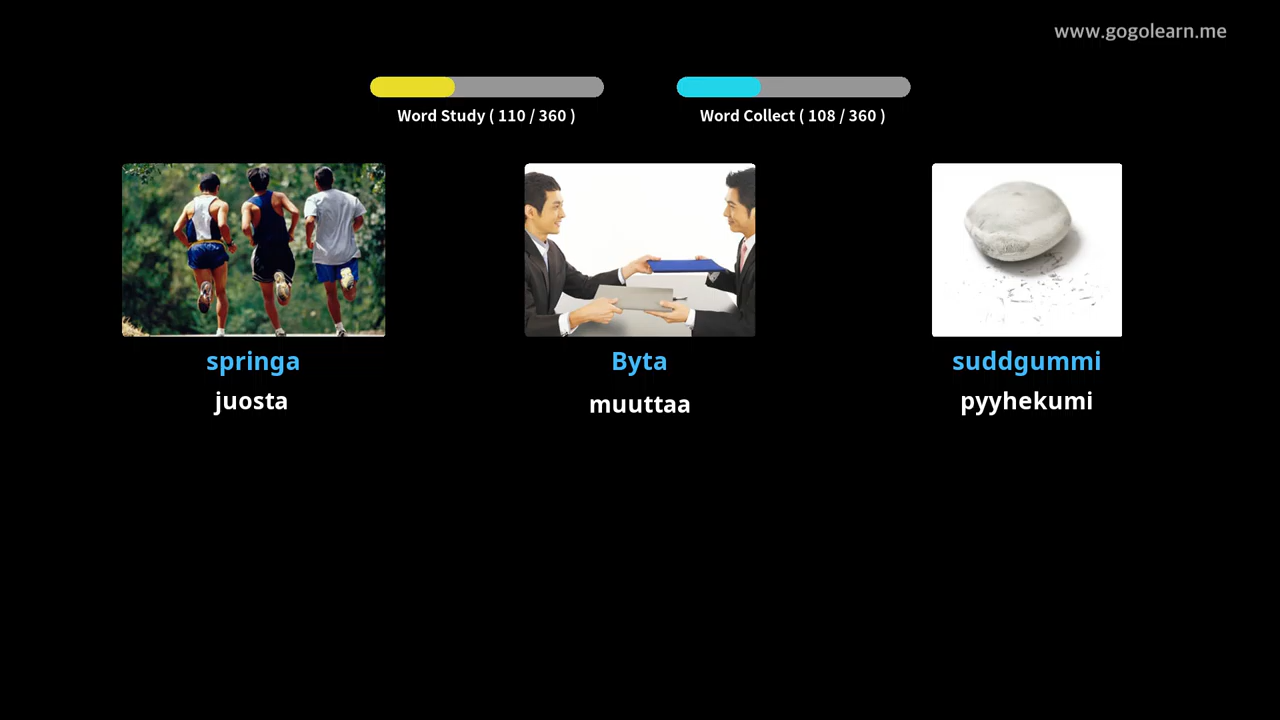 www.gogolearn.me
Word Study ( 110 / 360 )
Word Collect ( 108 / 360 )
springa
juosta
Byta
muuttaa
suddgummi
pyyhekumi